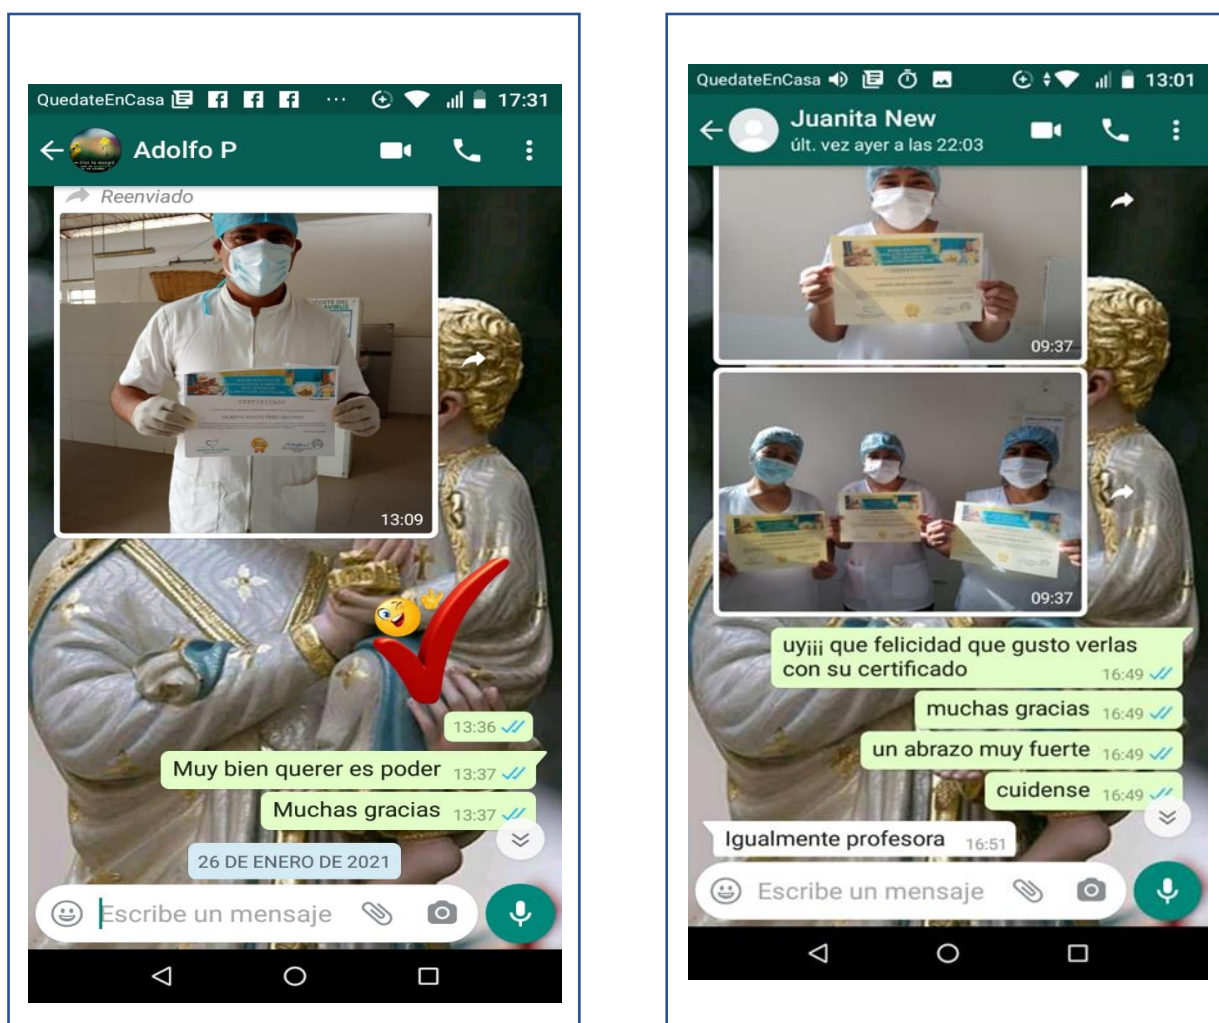 QuedateEnCasa 17:31
Adolfo P
Reenviado
CERTIFICADO
13:09
13:36
Muy bien querer es poder 13:37
Muchas gracias 13:37
26 DE ENERO DE 2021
Escribe un mensaje
QuedateEnCasa 13:01
Juanita New
últ. vez ayer a las 22:03
09:37
09:37
uy¡¡¡ que felicidad que gusto verlas
con su certificado 16:49
muchas gracias 16:49
un abrazo muy fuerte 16:49
cuidense 16:49
Igualmente profesora 16:51
Escribe un mensaje